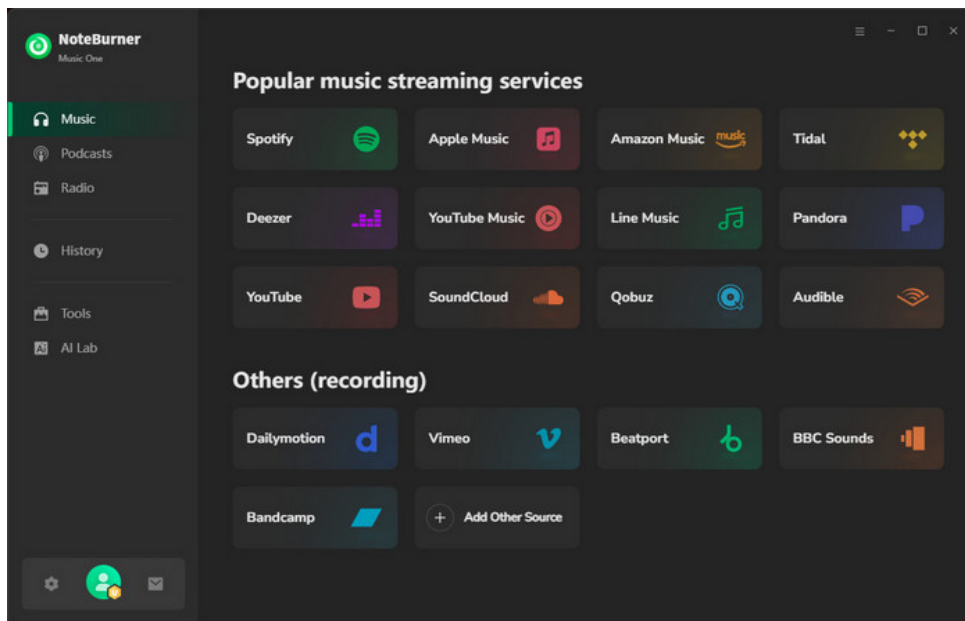 NoteBurner
Music One
Music
Podcasts
Radio
History
Tools
AI Lab
Popular music streaming services
Spotify
Apple Music
Amazon Music
music
Tidal
Deezer
YouTube Music
Line Music
Pandora
YouTube
SoundCloud
Qobuz
Audible
Others (recording)
Dailymotion
Vimeo
Beatport
BBC Sounds
Bandcamp
Add Other Source